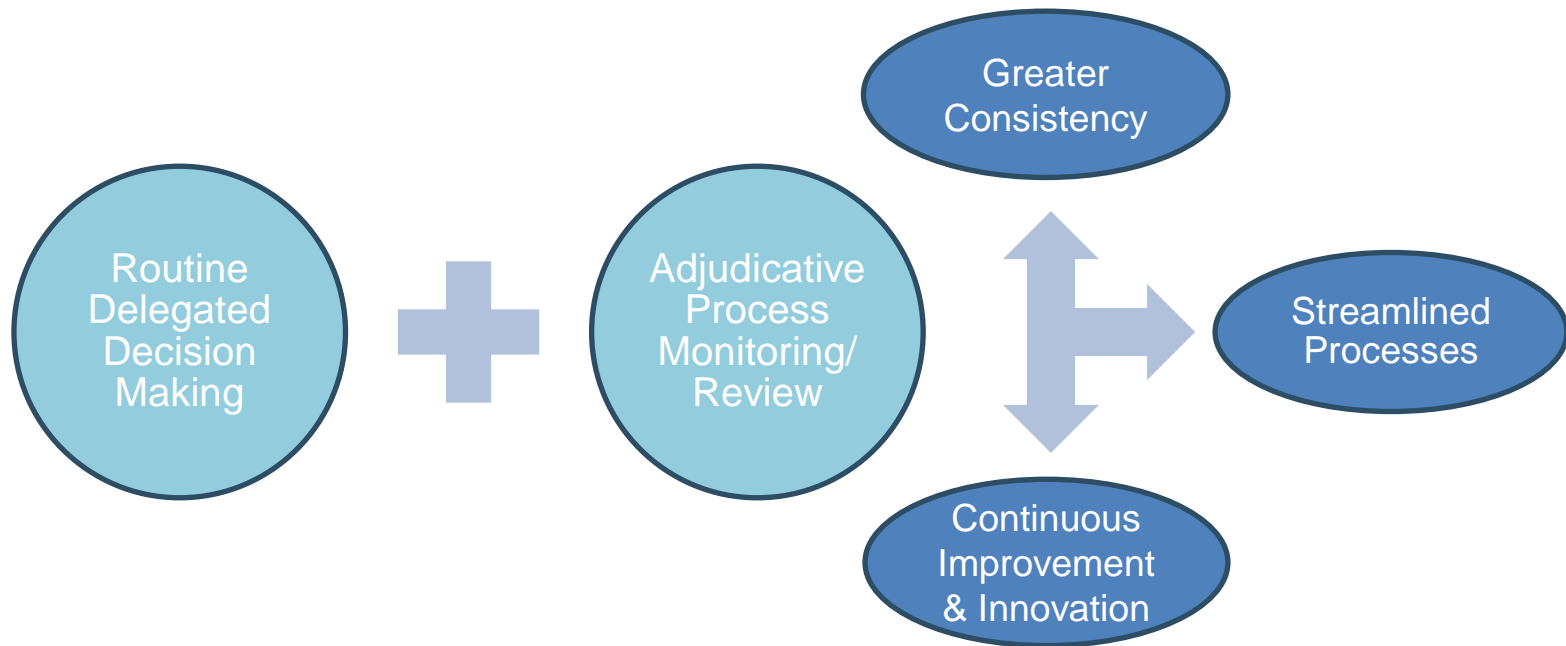 Routine
Delegated
Decision
Making
Adjudicative
Process
Monitoring/
Review
Greater
Consistency
Streamlined
Processes
Continuous
Improvement
& Innovation